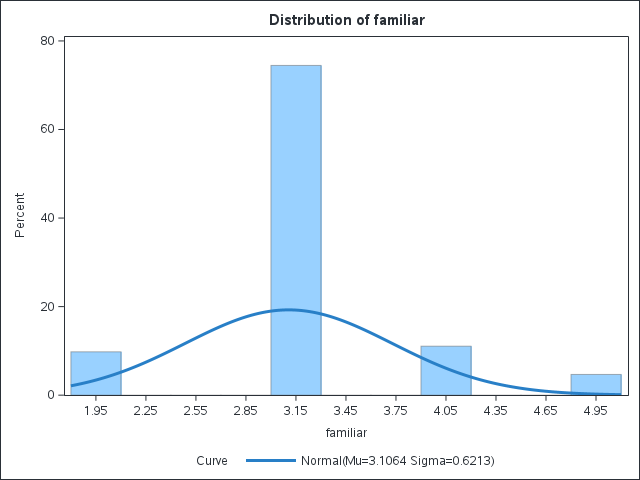 Distribution of familiar
80
60
40
20
0
Percent
1.95 2.25 2.55 2.85 3.15 3.45 3.75 4.05 4.35 4.65 4.95
familiar
Curve Normal(Mu=3.1064 Sigma=0.6213)